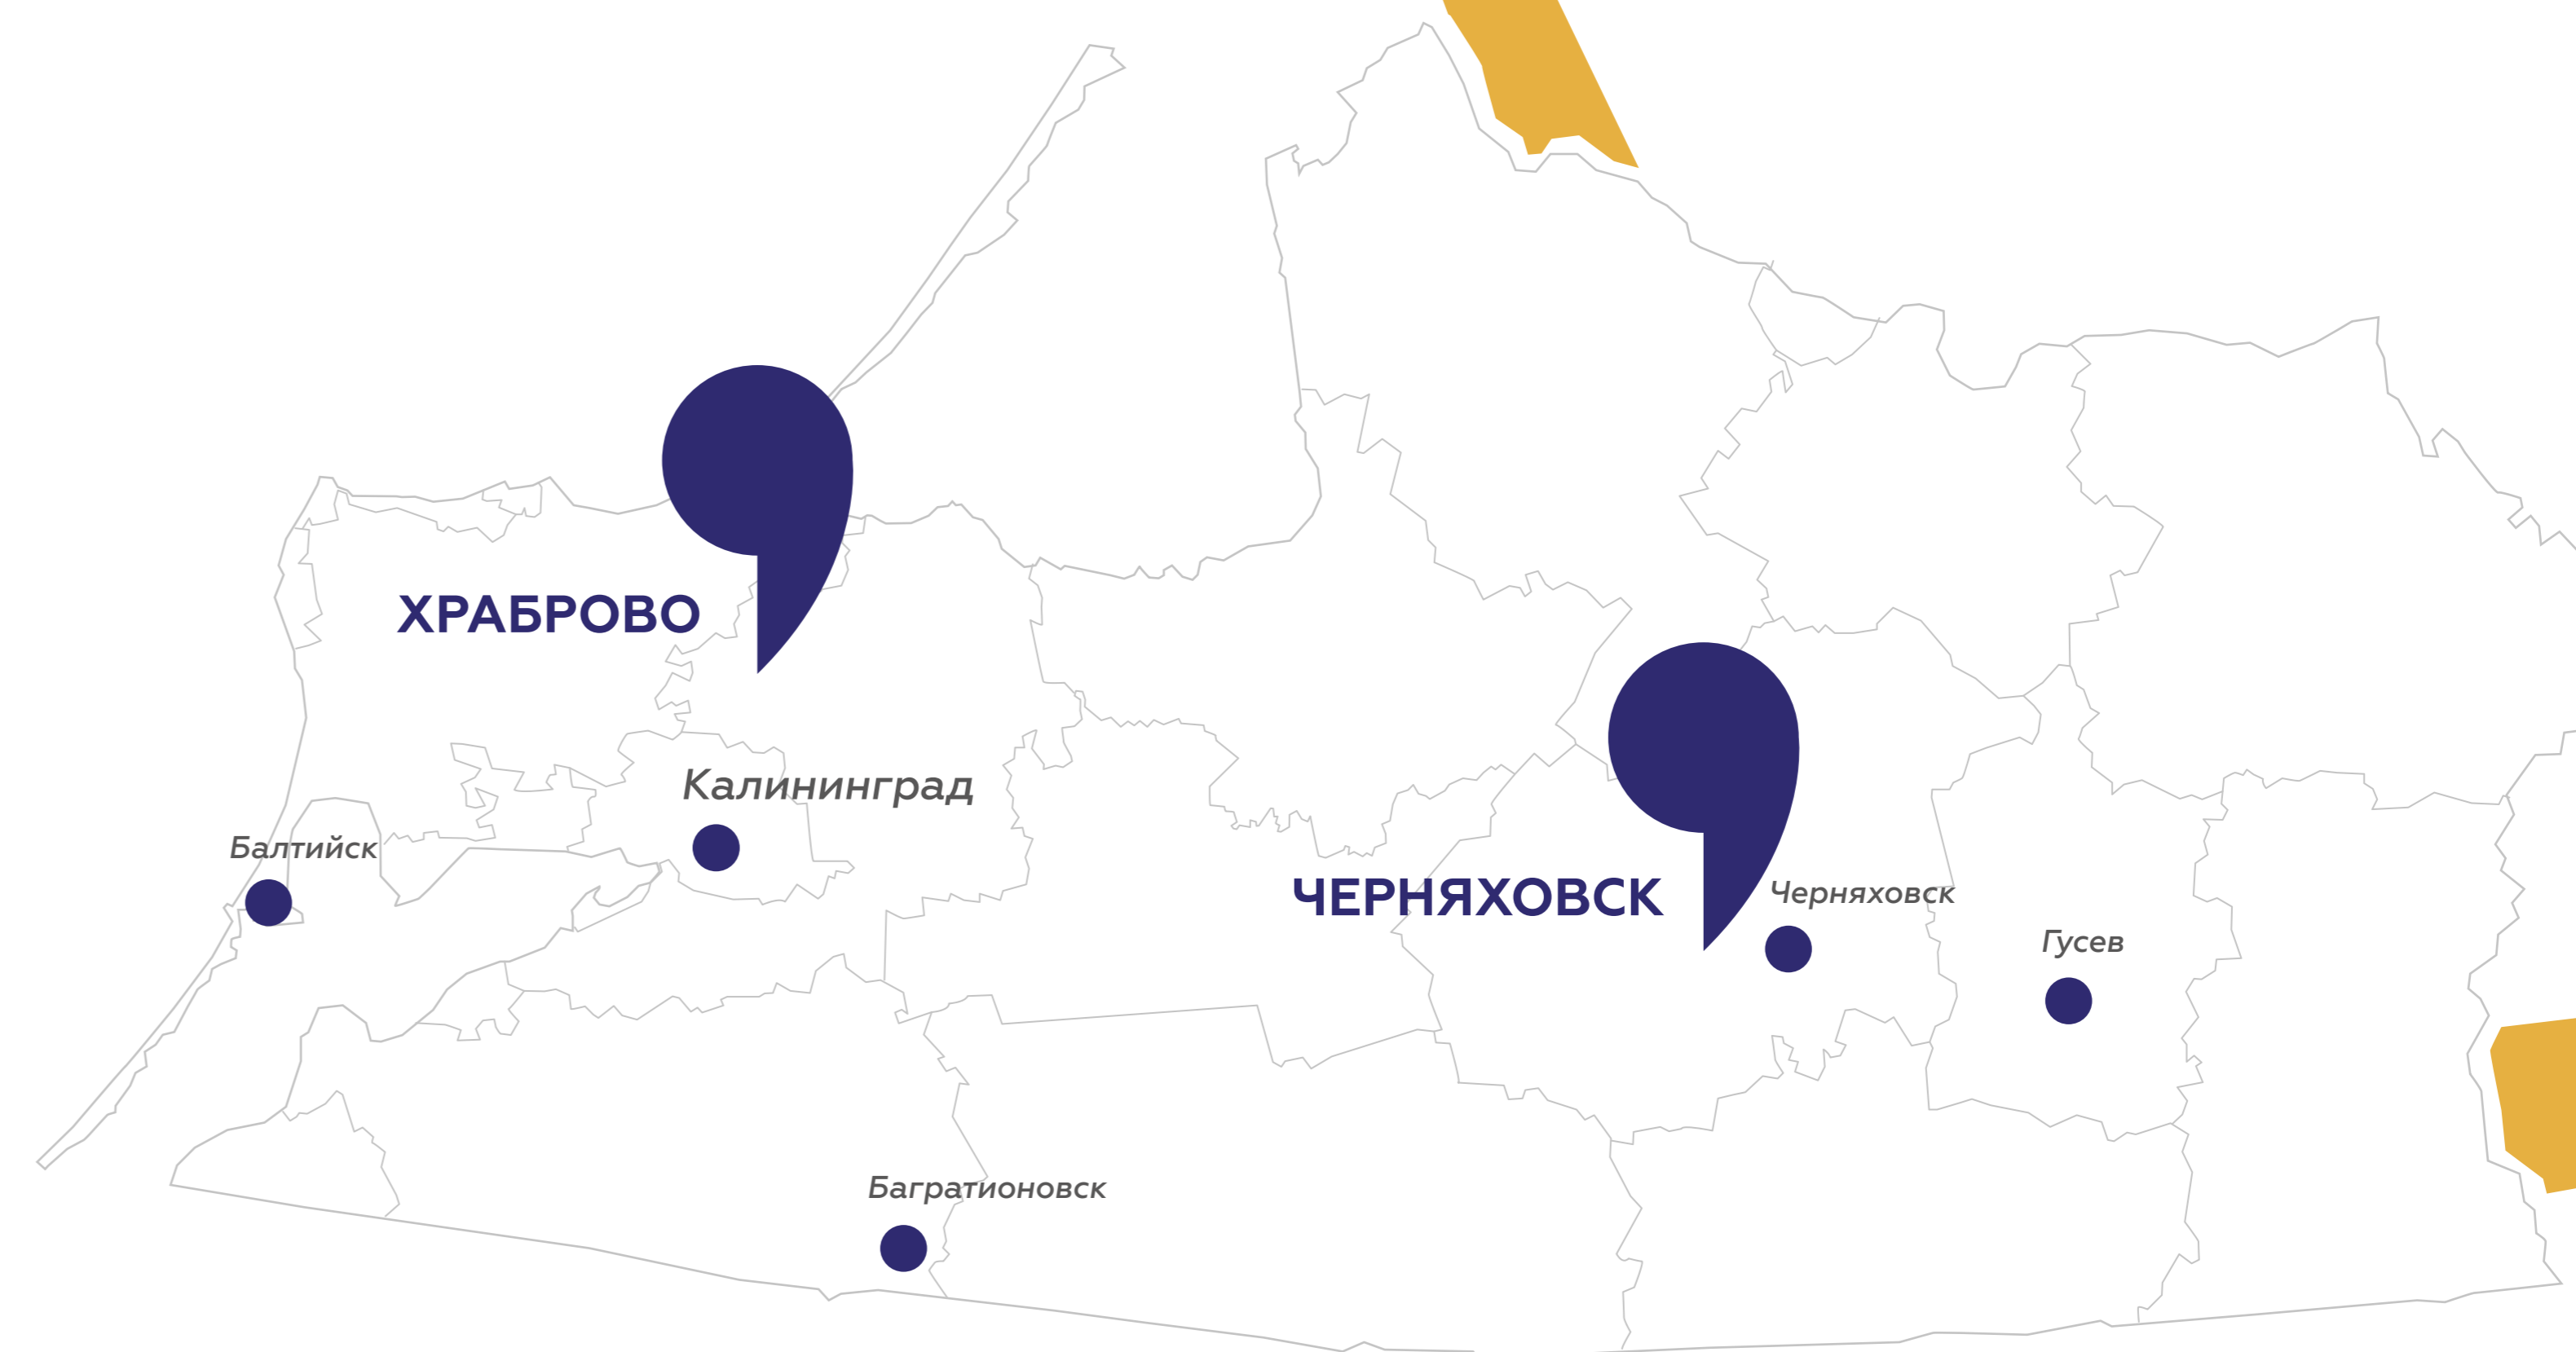 ХРАБРОВО
Калининград
Балтийск
ЧЕРНЯХОВСК
Черняховск
Гусев
Багратионовск